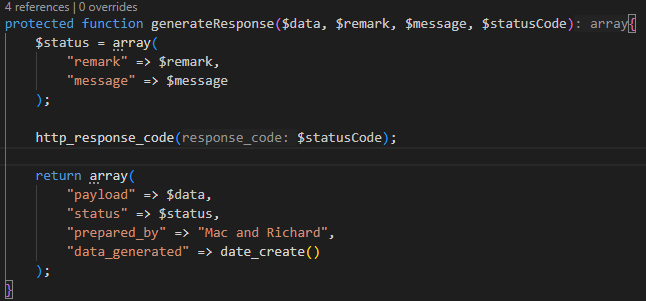 4 references | 0 overrides
protected function generateResponse($data, $remark, $message, $statusCode): array{
    $status = array(
        "remark" => $remark,
        "message" => $message
    );
    http_response_code(response_code: $statusCode);
    return array(
        "payload" => $data,
        "status" => $status,
        "prepared_by" => "Mac and Richard",
        "data_generated" => date_create()
    );
}